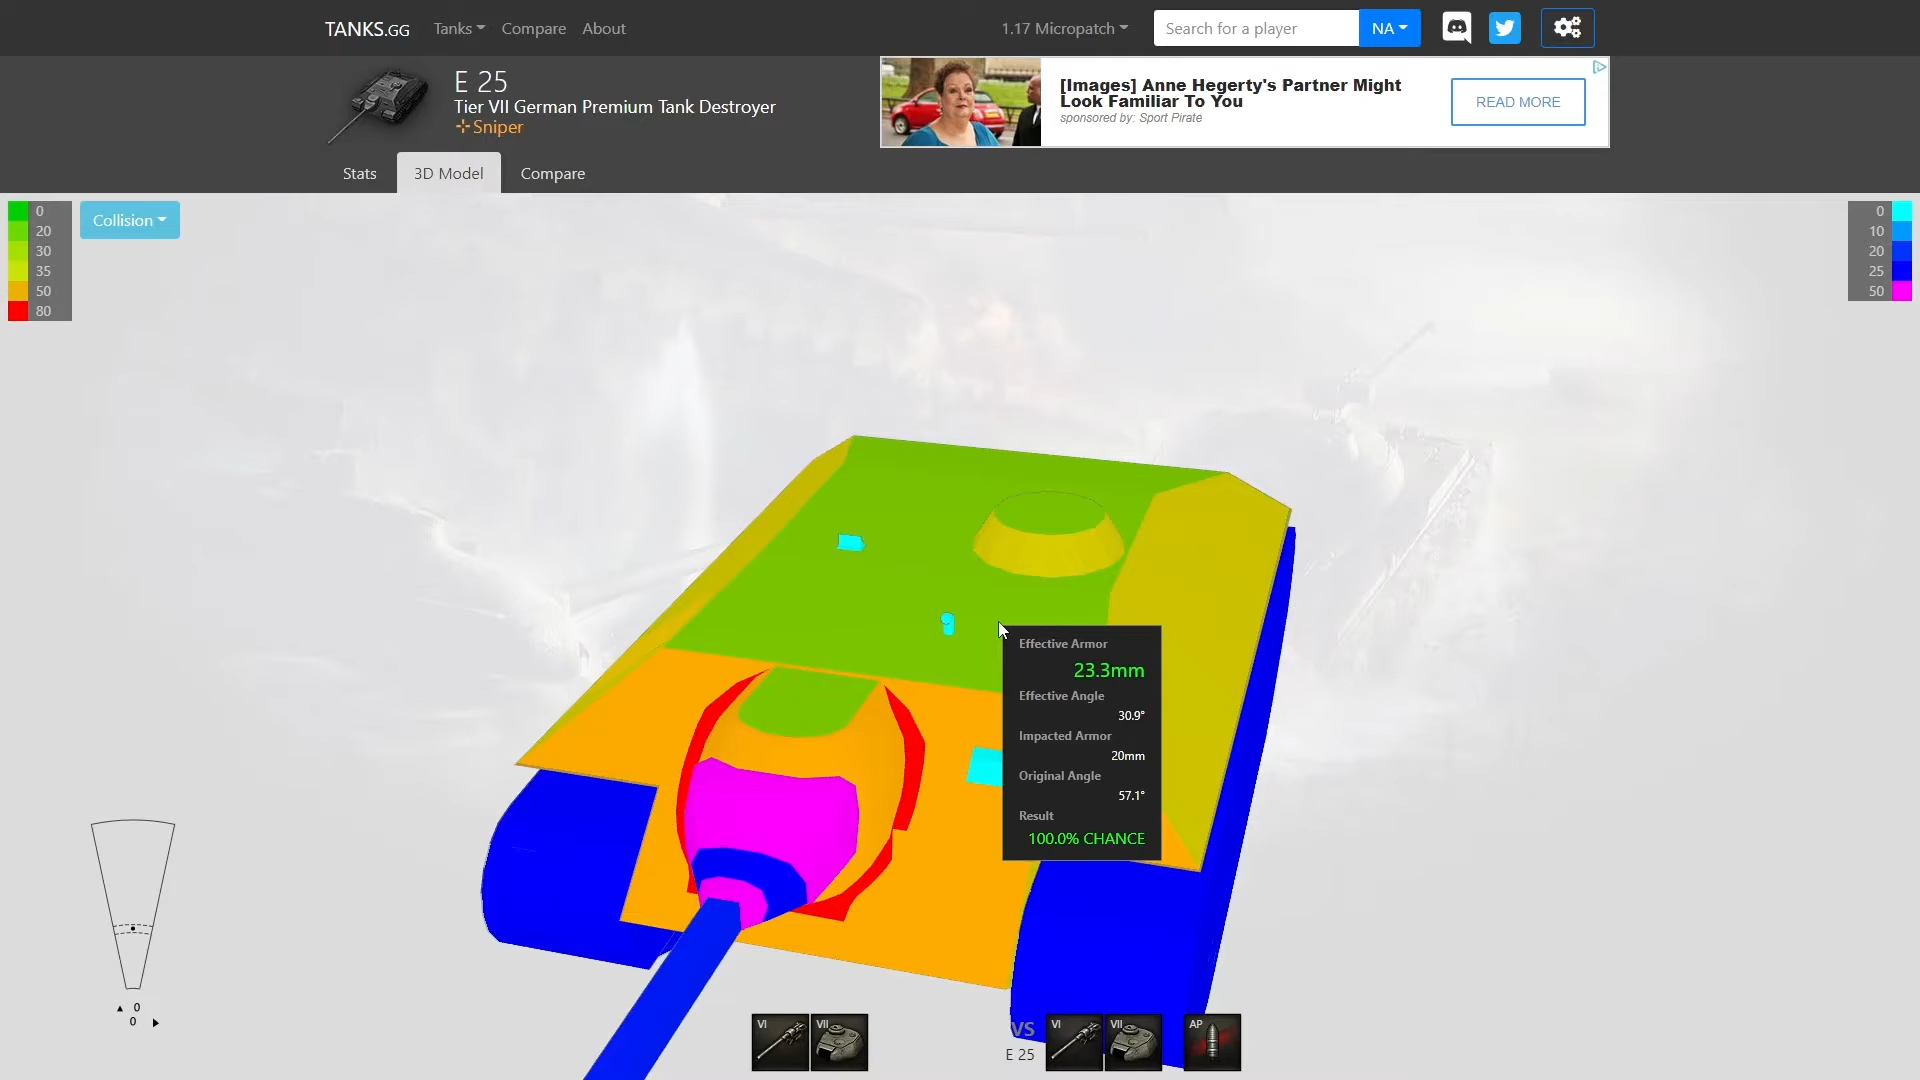 TANKS.GG
Tanks
Compare
About
1.17 Micropatch
Search for a player
NA
E 25
Tier VII German Premium Tank Destroyer
Sniper
[Images] Anne Hegerty's Partner Might
Look Familiar To You
sponsored by: Sport Pirate
READ MORE
Stats
3D Model
Compare
Collision
0
20
30
35
50
80
0
10
20
25
50
Effective Armor
23.3mm
Effective Angle
30.9°
Impacted Armor
20mm
Original Angle
57.1°
Result
100.0% CHANCE
▲ 0
0 ▶
VI
VII
VS
E 25
VI
VII
AP